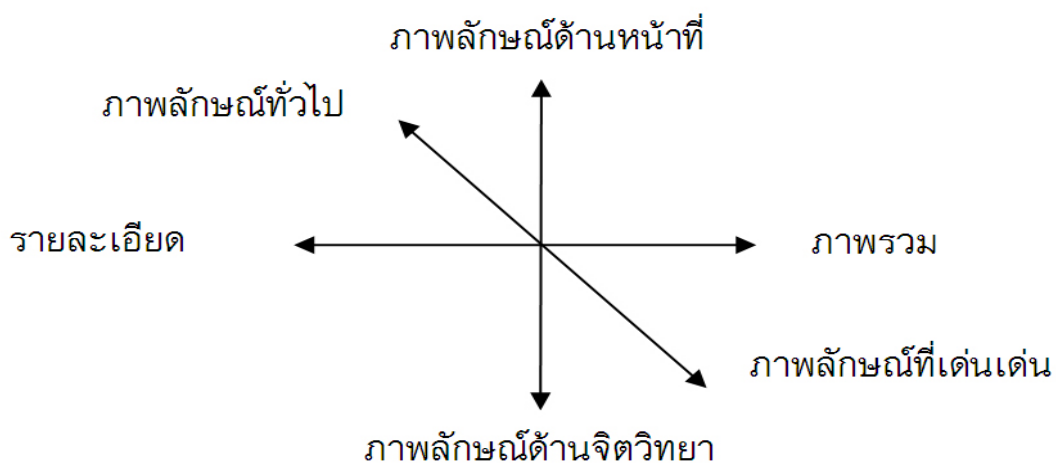 ภาพลักษณ์ด้านหน้าที่
ภาพลักษณ์ทั่วไป
รายละเอียด
ภาพรวม
ภาพลักษณ์ที่เด่นเด่น
ภาพลักษณ์ด้านจิตวิทยา